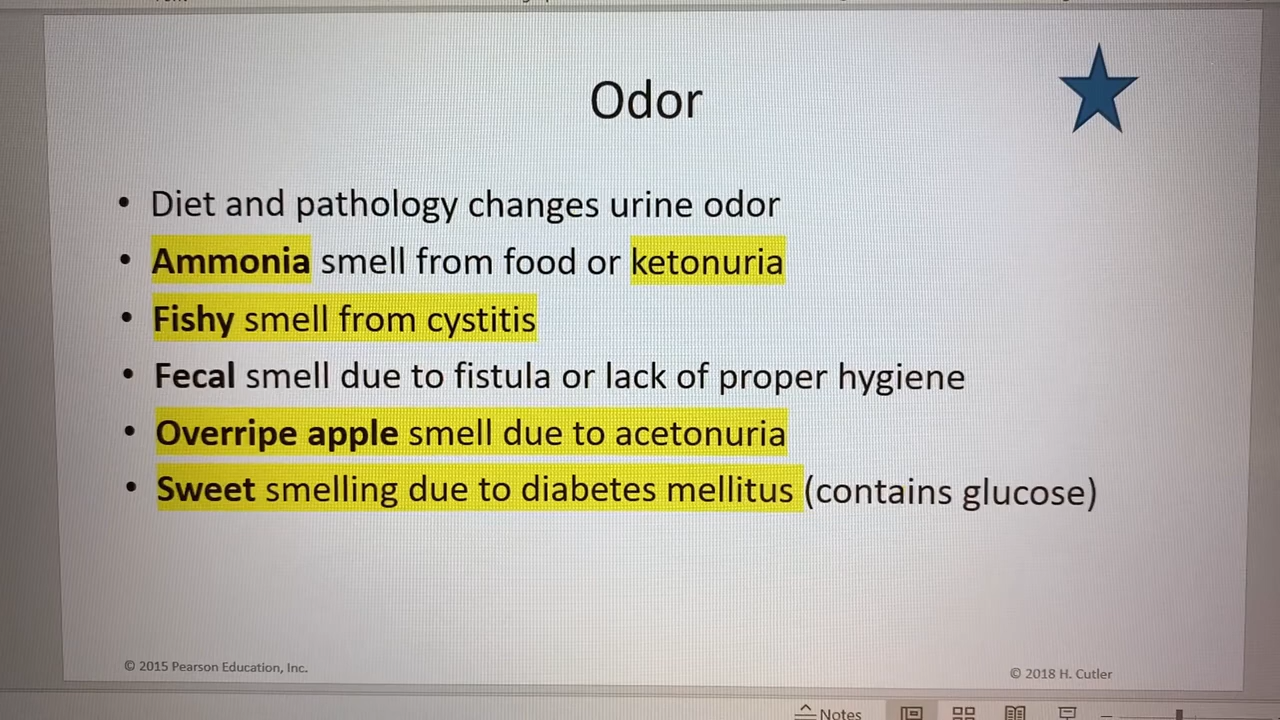 Odor
• Diet and pathology changes urine odor
• Ammonia smell from food or ketonuria
• Fishy smell from cystitis
• Fecal smell due to fistula or lack of proper hygiene
• Overripe apple smell due to acetonuria
• Sweet smelling due to diabetes mellitus (contains glucose)
© 2015 Pearson Education, Inc.
© 2018 H. Cutler
Notes